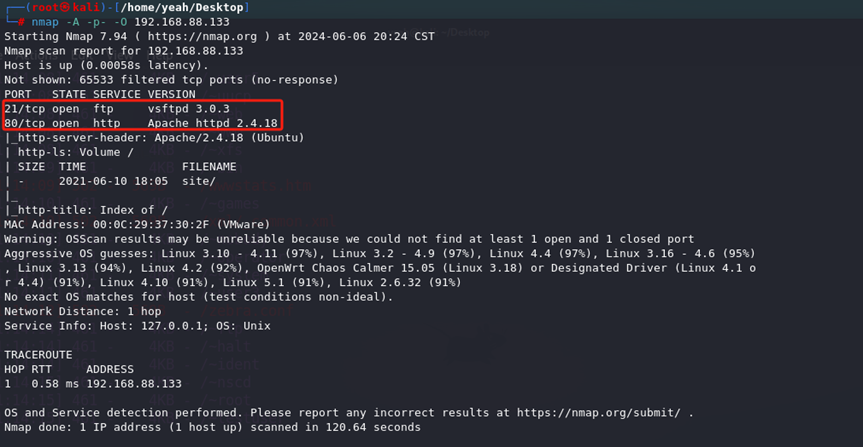 ┌──(root㉿kali)-[/home/yeah/Desktop]
└─# nmap -A -p- -O 192.168.88.133
Starting Nmap 7.94 ( https://nmap.org ) at 2024-06-06 20:24 CST
Nmap scan report for 192.168.88.133
Host is up (0.00058s latency).
Not shown: 65533 filtered tcp ports (no-response)
PORT   STATE SERVICE VERSION
21/tcp open  ftp     vsftpd 3.0.3
80/tcp open  http    Apache httpd 2.4.18
|_http-server-header: Apache/2.4.18 (Ubuntu)
| http-ls: Volume /
| SIZE  TIME              FILENAME
| -     2021-06-10 18:05  site/
|_
|_http-title: Index of /
MAC Address: 00:0C:29:37:30:2F (VMware)
Warning: OSScan results may be unreliable because we could not find at least 1 open and 1 closed port
Aggressive OS guesses: Linux 3.10 - 4.11 (97%), Linux 3.2 - 4.9 (97%), Linux 4.4 (97%), Linux 3.16 - 4.6 (95%)
, Linux 3.13 (94%), Linux 4.2 (92%), OpenWrt Chaos Calmer 15.05 (Linux 3.18) or Designated Driver (Linux 4.1 o
r 4.4) (91%), Linux 4.10 (91%), Linux 5.1 (91%), Linux 2.6.32 (91%)
No exact OS matches for host (test conditions non-ideal).
Network Distance: 1 hop
Service Info: Host: 127.0.0.1; OS: Unix
TRACEROUTE
HOP RTT     ADDRESS
1   0.58 ms 192.168.88.133
OS and Service detection performed. Please report any incorrect results at https://nmap.org/submit/ .
Nmap done: 1 IP address (1 host up) scanned in 120.64 seconds